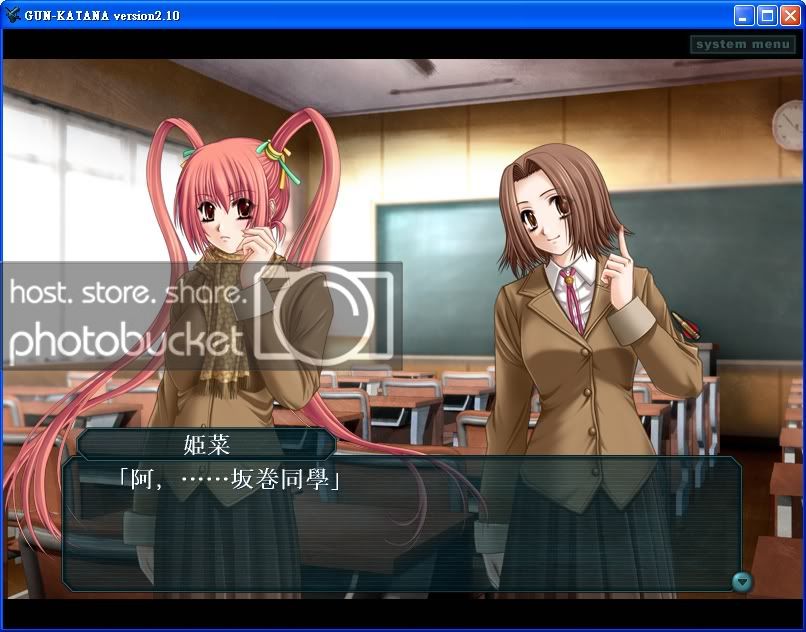 GUN-KATANA version2.10
system menu
host. store. share.
photobucket
姫菜
「阿，……坂巻同學」